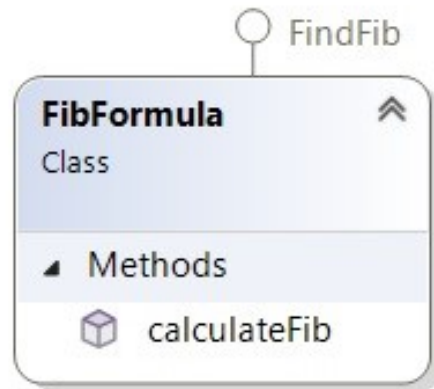 FindFib
FibFormula
Class
Methods
calculateFib